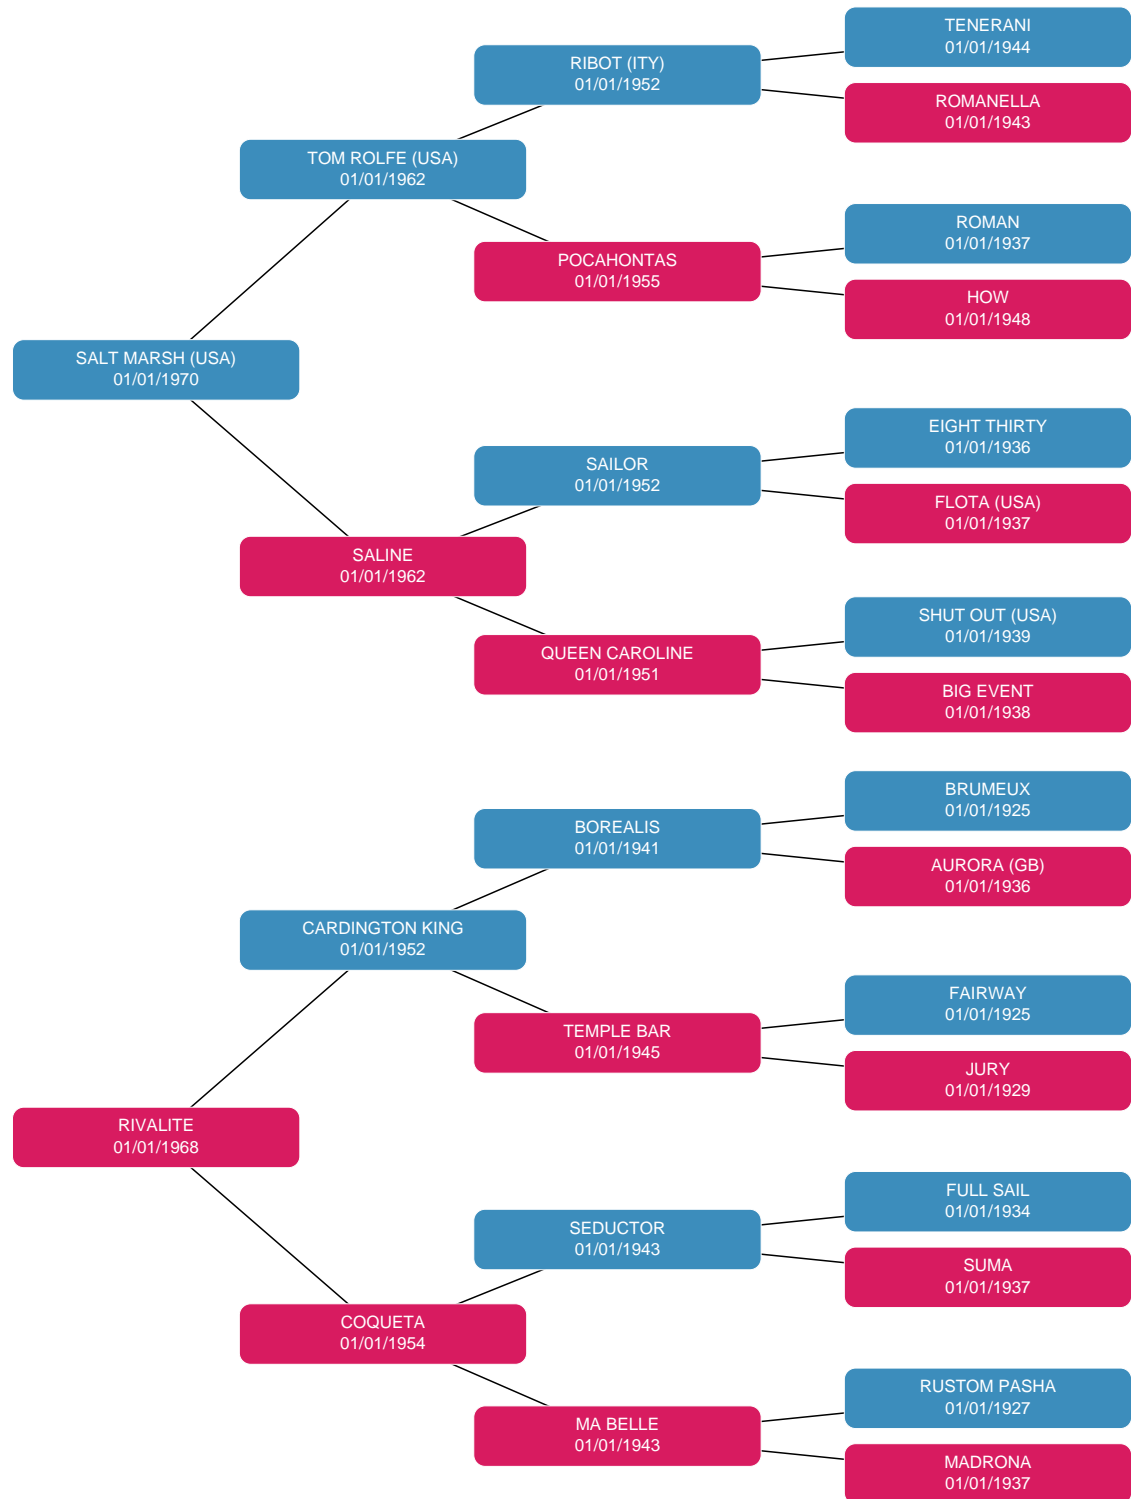 TENERANI
01/01/1944
RIBOT (ITY)
01/01/1952
ROMANELLA
01/01/1943
TOM ROLFE (USA)
01/01/1962
ROMAN
01/01/1937
POCAHONTAS
01/01/1955
HOW
01/01/1948
SALT MARSH (USA)
01/01/1970
EIGHT THIRTY
01/01/1936
SAILOR
01/01/1952
FLOTA (USA)
01/01/1937
SALINE
01/01/1962
SHUT OUT (USA)
01/01/1939
QUEEN CAROLINE
01/01/1951
BIG EVENT
01/01/1938
BRUMEUX
01/01/1925
BOREALIS
01/01/1941
AURORA (GB)
01/01/1936
CARDINGTON KING
01/01/1952
FAIRWAY
01/01/1925
TEMPLE BAR
01/01/1945
JURY
01/01/1929
RIVALITE
01/01/1968
FULL SAIL
01/01/1934
SEDUCTOR
01/01/1943
SUMA
01/01/1937
COQUETA
01/01/1954
RUSTOM PASHA
01/01/1927
MA BELLE
01/01/1943
MADRONA
01/01/1937